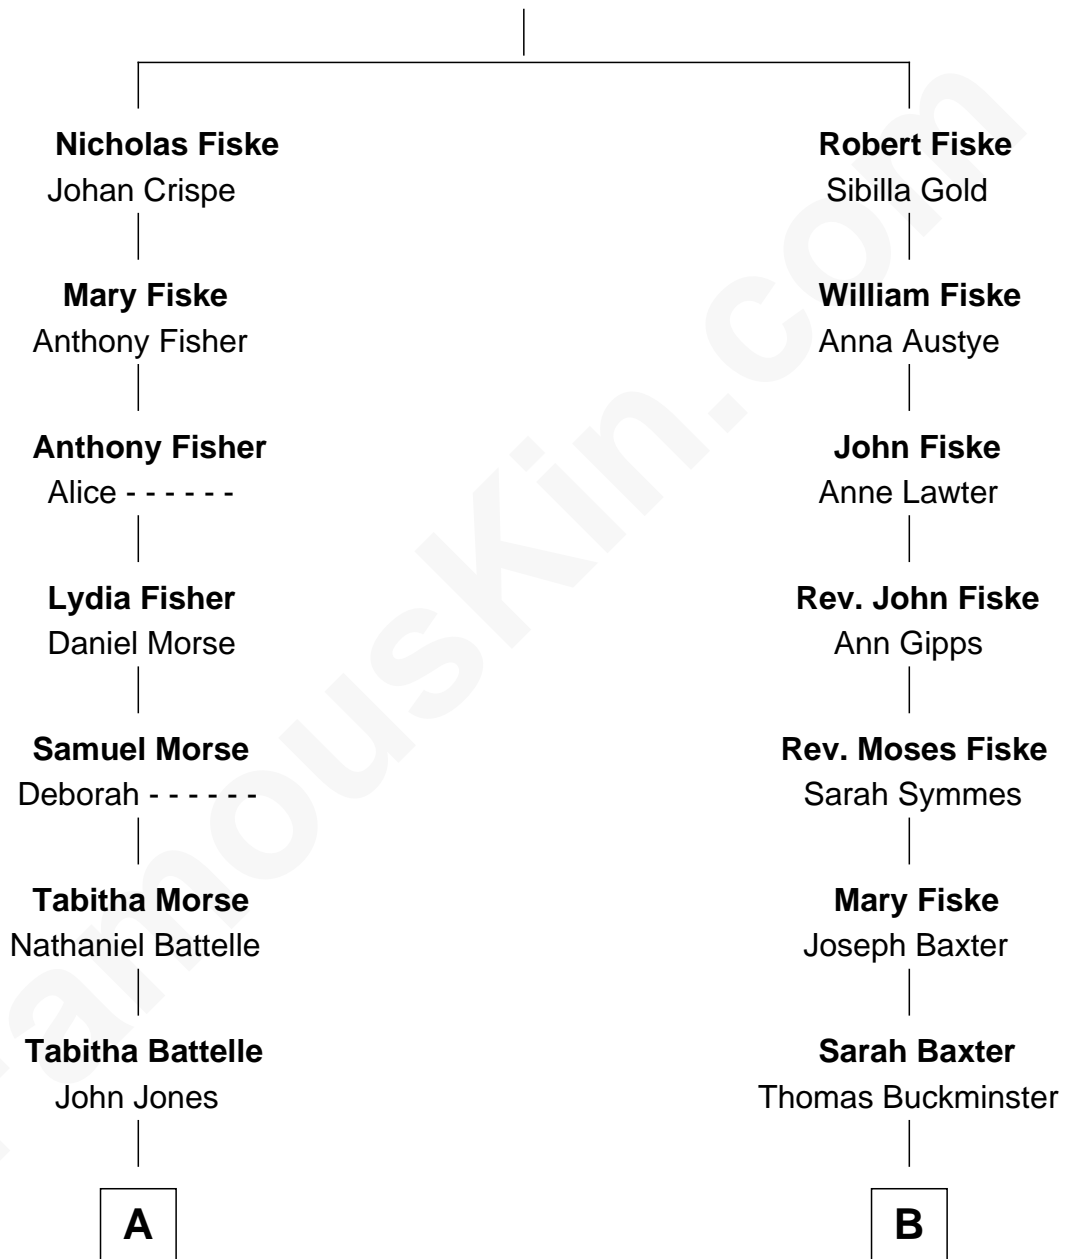 Nicholas Fiske
Johan Crispe
Mary Fiske
Anthony Fisher
Anthony Fisher
Alice - - - - - -
Lydia Fisher
Daniel Morse
Samuel Morse
Deborah - - - - - -
Tabitha Morse
Nathaniel Battelle
Tabitha Battelle
John Jones
A
Robert Fiske
Sibilla Gold
William Fiske
Anna Austye
John Fiske
Anne Lawter
Rev. John Fiske
Ann Gipps
Rev. Moses Fiske
Sarah Symmes
Mary Fiske
Joseph Baxter
Sarah Baxter
Thomas Buckminster
B
FamousKin.com